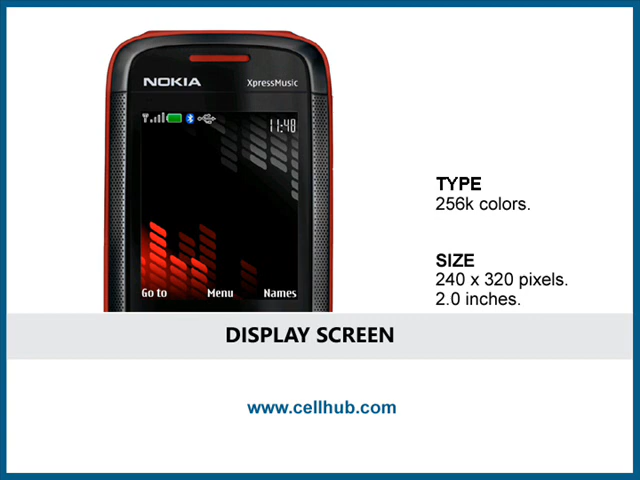 NOKIA
XpressMusic
11:48
Go to Menu Names
TYPE
256k colors.
SIZE
240 x 320 pixels.
2.0 inches.
DISPLAY SCREEN
www.cellhub.com